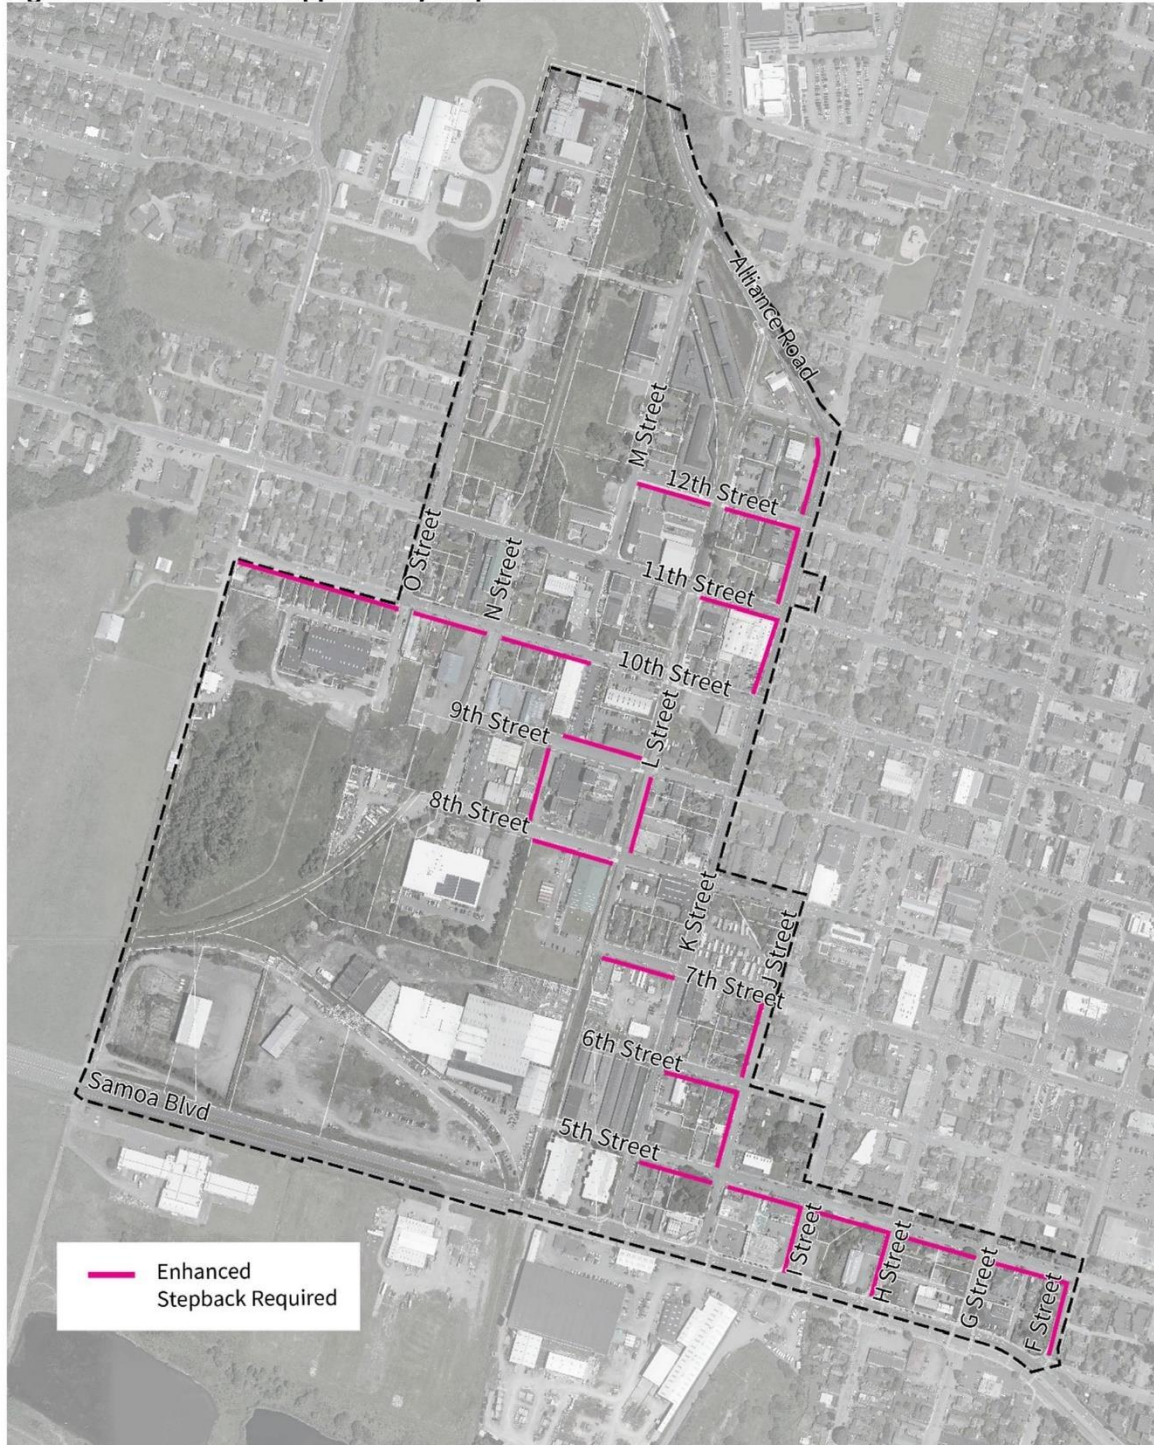 Alliance Road
M Street
12th Street
O Street
N Street
11th Street
10th Street
9th Street
L Street
8th Street
K Street
J Street
7th Street
6th Street
Samoa Blvd
5th Street
I Street
H Street
G Street
F Street
Enhanced
Stepback Required